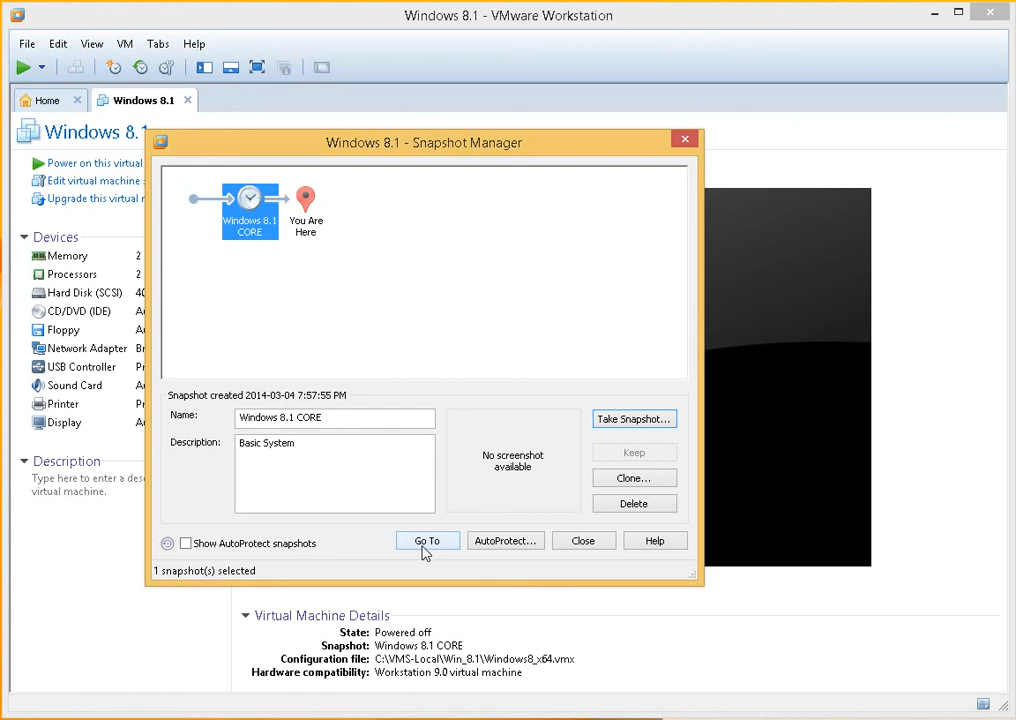 Windows 8.1 - VMware Workstation
File Edit View VM Tabs Help
Home Windows 8.1
Windows 8.1
Power on this virtual
Edit virtual machine
Upgrade this virtual
Devices
Memory 2
Processors 2
Hard Disk (SCSI)
CD/DVD (IDE)
Floppy
Network Adapter
USB Controller
Sound Card
Printer
Display
Description
Type here to enter a
virtual machine.
Windows 8.1 - Snapshot Manager
Windows 8.1
CORE
You Are
Here
Snapshot created 2014-03-04 7:57:55 PM
Name: Windows 8.1 CORE
Description: Basic System
No screenshot
available
Take Snapshot...
Keep
Clone...
Delete
Show AutoProtect snapshots
Go To AutoProtect... Close Help
1 snapshot(s) selected
Virtual Machine Details
State: Powered off
Snapshot: Windows 8.1 CORE
Configuration file: C:\VMS-Local\Win_8.1\Windows8_x64.vmx
Hardware compatibility: Workstation 9.0 virtual machine